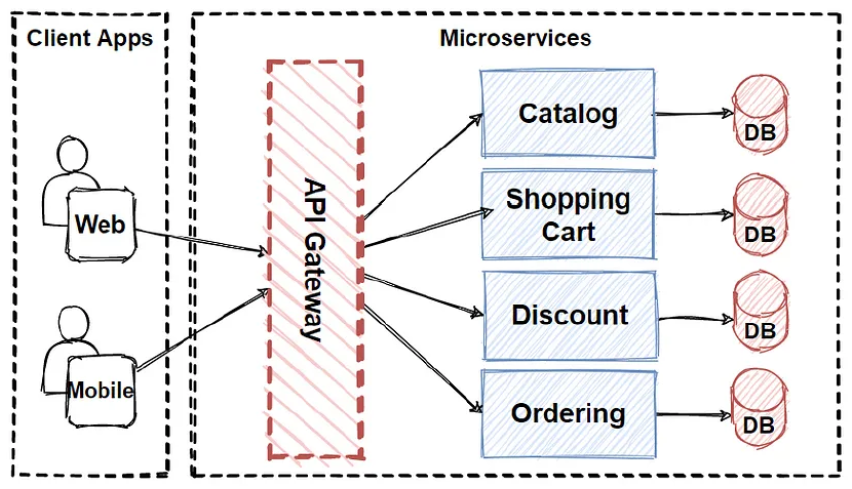 Client Apps
Microservices
Web
Mobile
API Gateway
Catalog
DB
Shopping
Cart
DB
Discount
DB
Ordering
DB